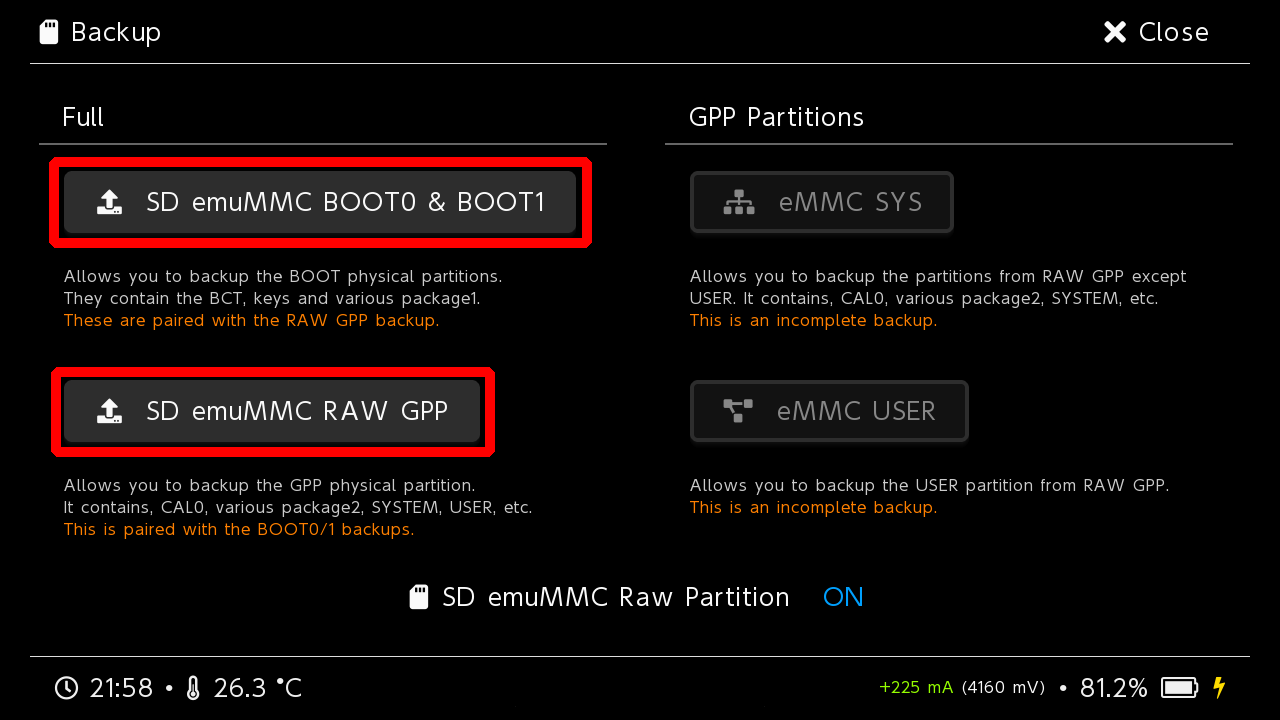 Backup
Close
Full
SD emuMMC BOOT0 & BOOT1
Allows you to backup the BOOT physical partitions.
They contain the BCT, keys and various package1.
These are paired with the RAW GPP backup.
SD emuMMC RAW GPP
Allows you to backup the GPP physical partition.
It contains, CAL0, various package2, SYSTEM, USER, etc.
This is paired with the BOOT0/1 backups.
GPP Partitions
eMMC SYS
Allows you to backup the partitions from RAW GPP except
USER. It contains, CAL0, various package2, SYSTEM, etc.
This is an incomplete backup.
eMMC USER
Allows you to backup the USER partition from RAW GPP.
This is an incomplete backup.
SD emuMMC Raw Partition ON
21:58 • 26.3 °C
+225 mA (4160 mV) • 81.2%